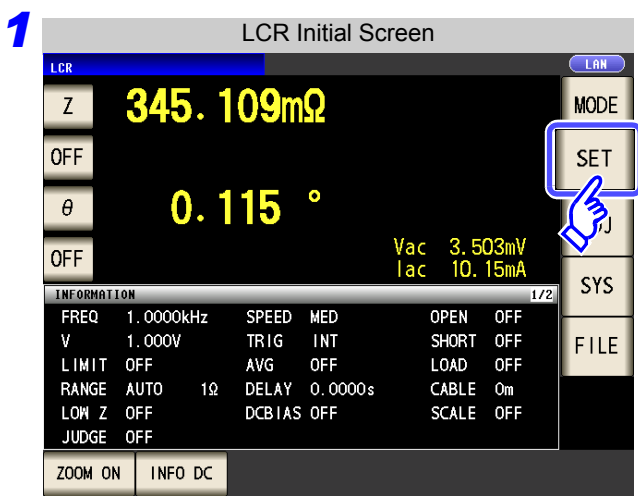 1
LCR Initial Screen
LCR
LAN
Z 345.109mΩ MODE
OFF SET
θ 0.115 °
OFF Vac 3.503mV
Iac 10.15mA
SYS
INFORMATION 1/2
FREQ 1.0000kHz SPEED MED OPEN OFF
V 1.000V TRIG INT SHORT OFF
FILE
LIMIT OFF AVG OFF LOAD OFF
RANGE AUTO 1Ω DELAY 0.0000s CABLE 0m
LOW Z OFF DCBIAS OFF SCALE OFF
JUDGE OFF
ZOOM ON INFO DC